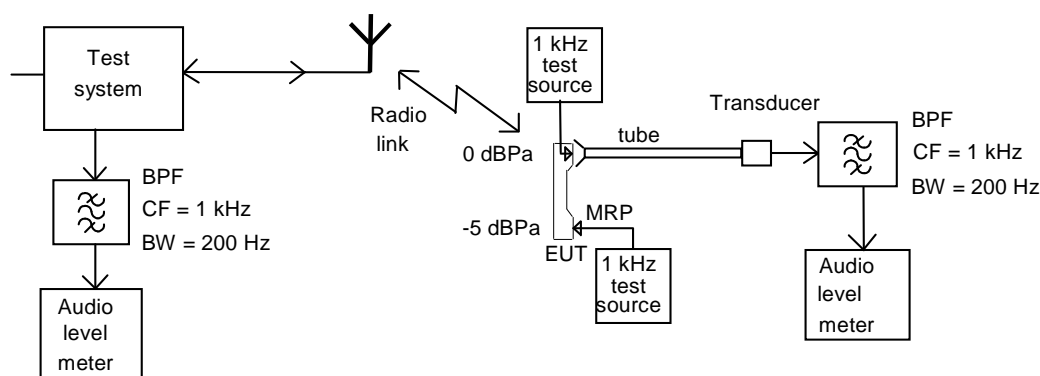 Test
system
Radio
link
BPF
CF = 1 kHz
BW = 200 Hz
Audio
level
meter
1 kHz
test
source
0 dBPa
tube
Transducer
BPF
CF = 1 kHz
BW = 200 Hz
-5 dBPa
MRP
EUT
1 kHz
test
source
Audio
level
meter